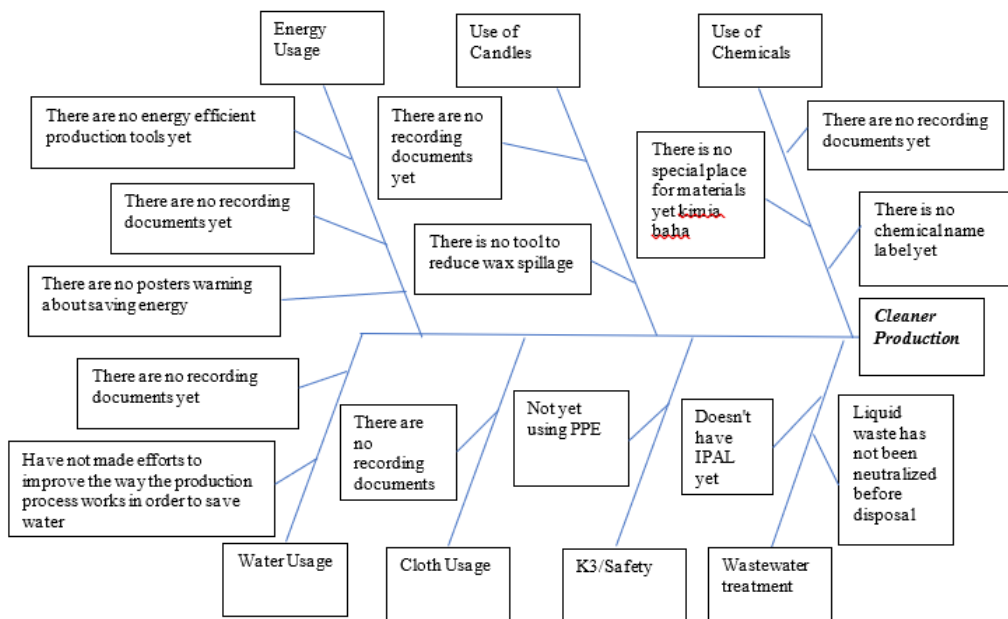 Energy
Usage
Use of
Candles
Use of
Chemicals
There are no energy efficient
production tools yet
There are no
recording
documents
yet
There is no
special place
for materials
yet kimia
baha
There are no recording
documents yet
There are no recording
documents yet
There is no
chemical name
label yet
There is no tool to
reduce wax spillage
There are no posters warning
about saving energy
Cleaner
Production
There are no recording
documents yet
There are
no
recording
documents
Not yet
using PPE
Doesn't
have IPAL
yet
Liquid
waste has
not been
neutralized
before
disposal
Have not made efforts to
improve the way the production
process works in order to save
water
Water Usage
Cloth Usage
K3/Safety
Wastewater
treatment